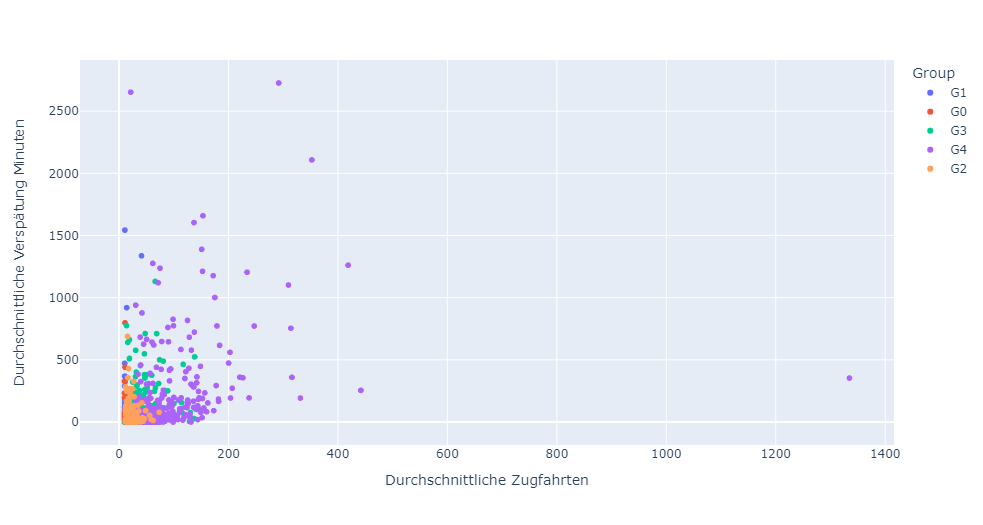 Group
G1
G0
G3
G4
G2
Durchschnittliche Verspätung Minuten
2500
2000
1500
1000
500
0
0 200 400 600 800 1000 1200 1400
Durchschnittliche Zugfahrten